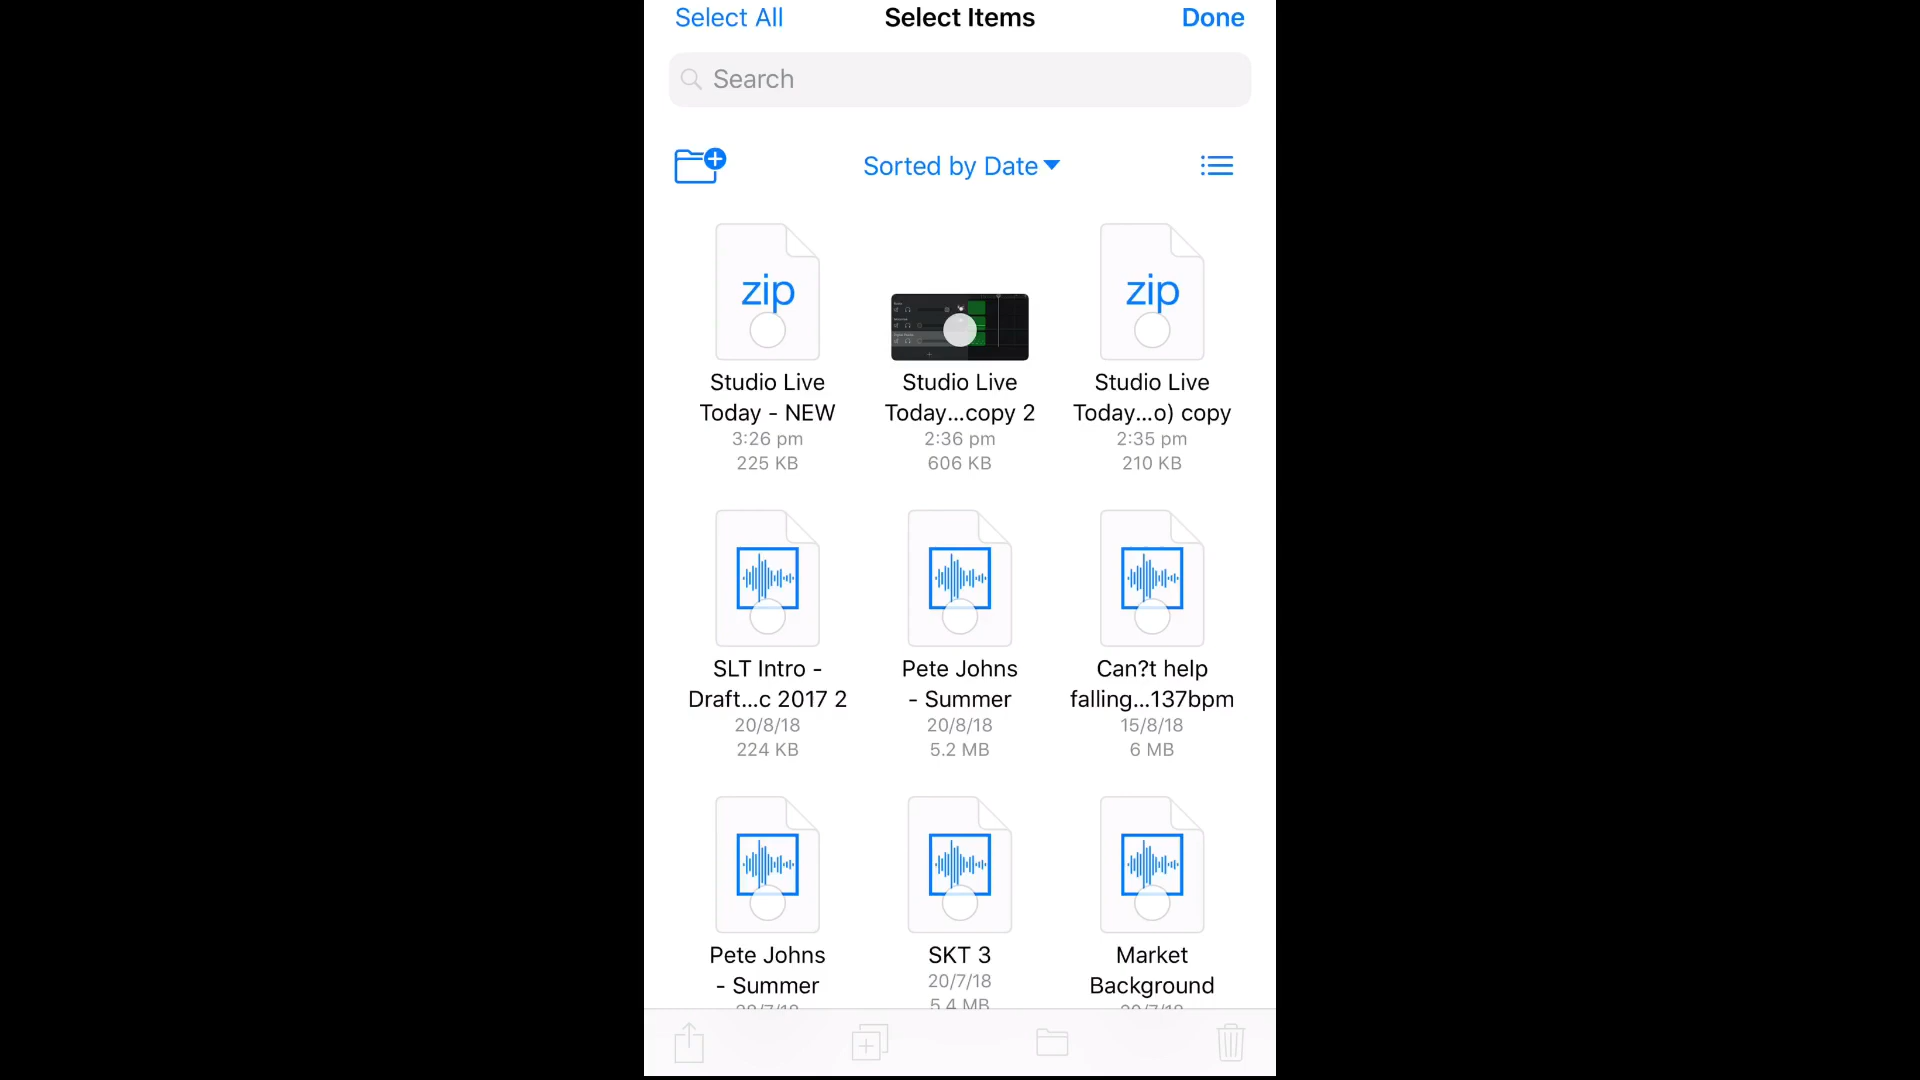 Select All
Select Items
Done
Search
Sorted by Date
zip
zip
Studio Live
Today - NEW
3:26 pm
225 KB
Studio Live
Today...copy 2
2:36 pm
606 KB
Studio Live
Today...o) copy
2:35 pm
210 KB
SLT Intro -
Draft...c 2017 2
20/8/18
224 KB
Pete Johns
- Summer
20/8/18
5.2 MB
Can?t help
falling...137bpm
15/8/18
6 MB
Pete Johns
- Summer
SKT 3
20/7/18
5.4 MB
Market
Background